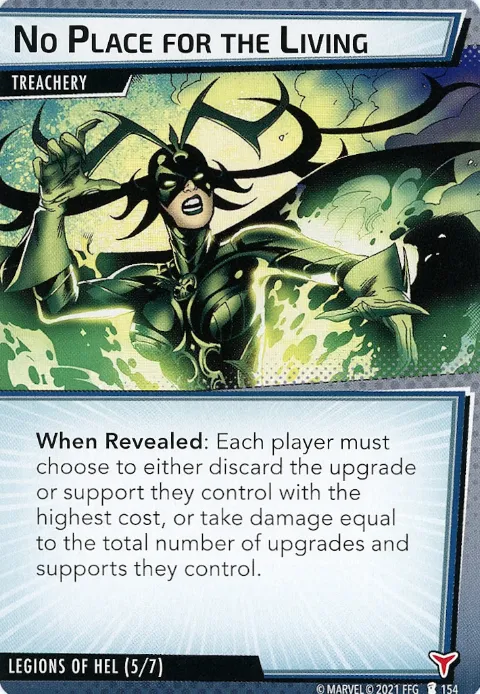 No Place for the Living
TREACHERY
When Revealed: Each player must
choose to either discard the upgrade
or support they control with the
highest cost, or take damage equal
to the total number of upgrades and
supports they control.
LEGIONS OF HEL (5/7)
© MARVEL © 2021 FFG 154